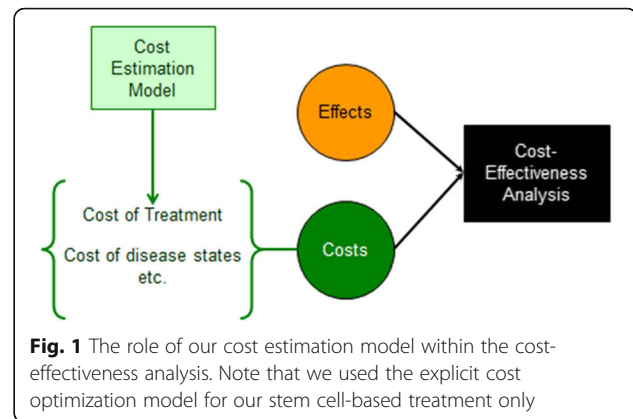 Cost
Estimation
Model
Effects
Cost-
Effectiveness
Analysis
Cost of Treatment
Cost of disease states
etc.
Costs
Fig. 1 The role of our cost estimation model within the cost-
effectiveness analysis. Note that we used the explicit cost
optimization model for our stem cell-based treatment only